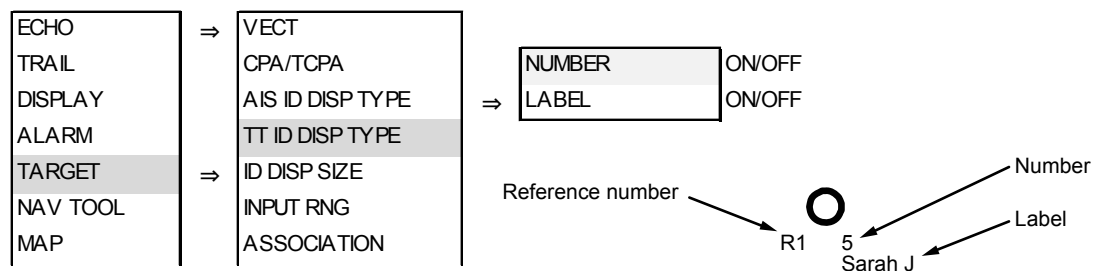 ECHO
TRAIL
DISPLAY
ALARM
TARGET
NAV TOOL
MAP
⇒
⇒
VECT
CPA/TCPA
AIS ID DISP TYPE
TT ID DISP TYPE
ID DISP SIZE
INPUT RNG
ASSOCIATION
⇒
NUMBER ON/OFF
LABEL ON/OFF
Reference number
Number
Label
R1 5
Sarah J